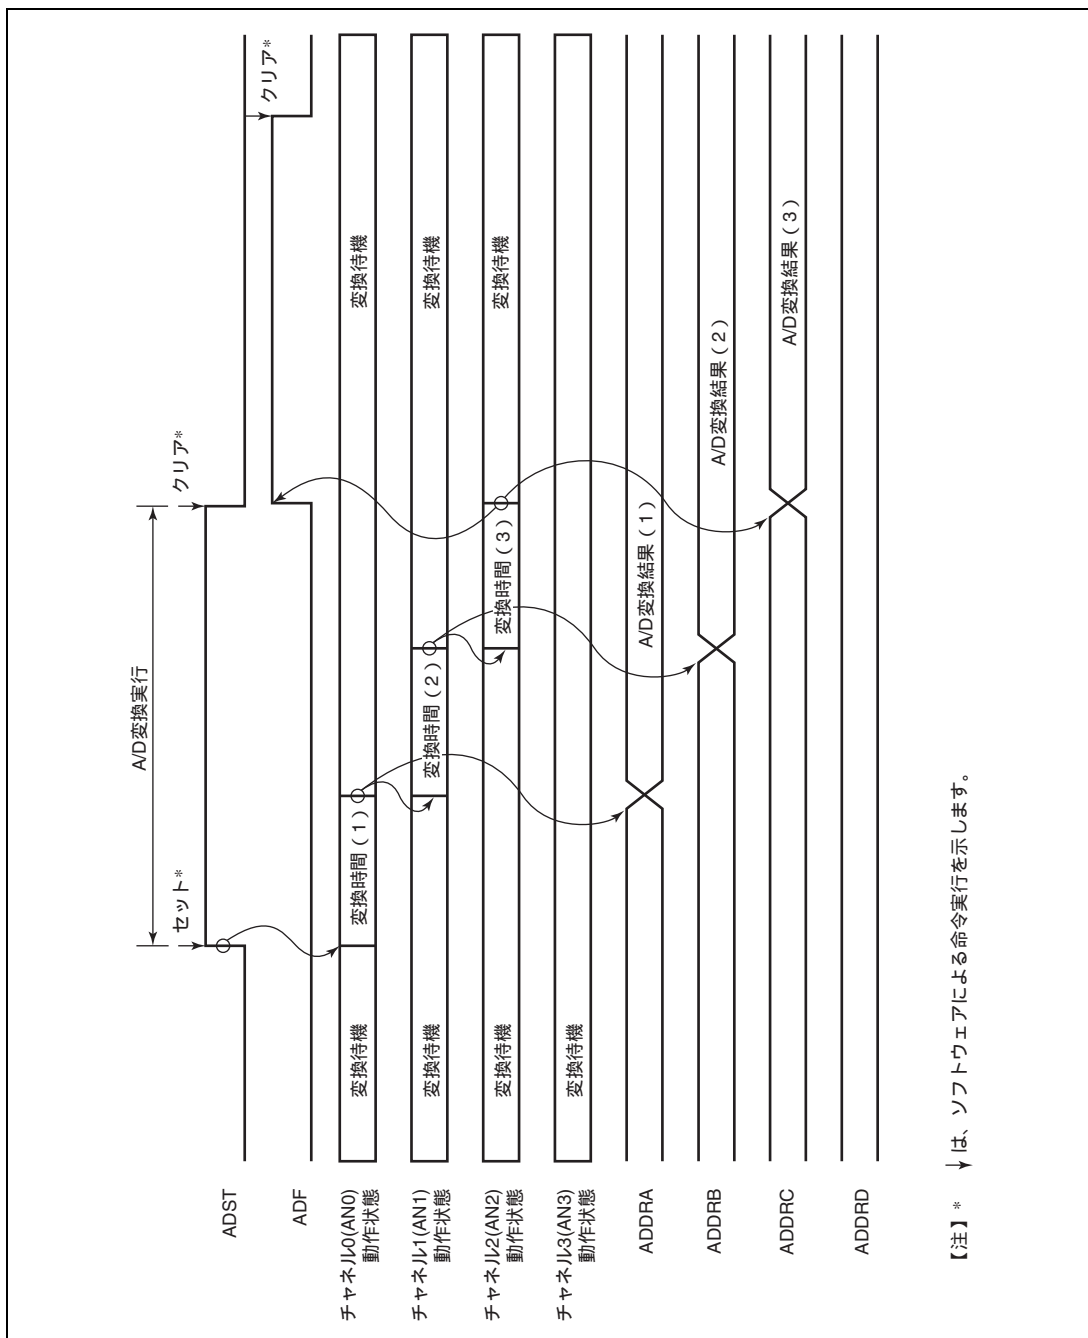 A/D変換実行
セット*
クリア*
クリア*
ADST
ADF
チャネル0(AN0)
動作状態
変換待機
変換時間（1）
変換待機
チャネル1(AN1)
動作状態
変換待機
変換時間（2）
変換待機
チャネル2(AN2)
動作状態
変換待機
変換時間（3）
変換待機
チャネル3(AN3)
動作状態
変換待機
ADDRA
A/D変換結果（1）
ADDRB
A/D変換結果（2）
ADDRC
A/D変換結果（3）
ADDRD
【注】* ↓は、ソフトウェアによる命令実行を示します。